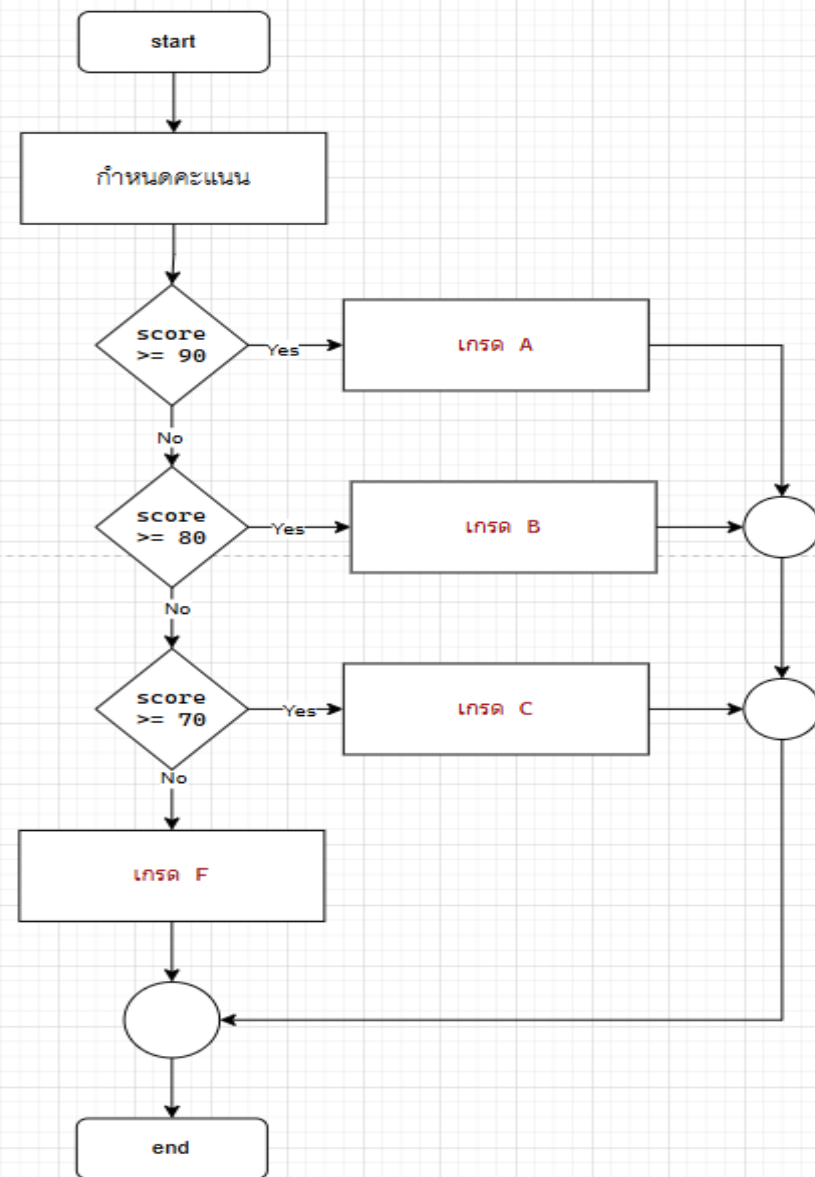 start
กำหนดคะแนน
score
>= 90
Yes
เกรด A
No
score
>= 80
Yes
เกรด B
No
score
>= 70
Yes
เกรด C
No
เกรด F
end